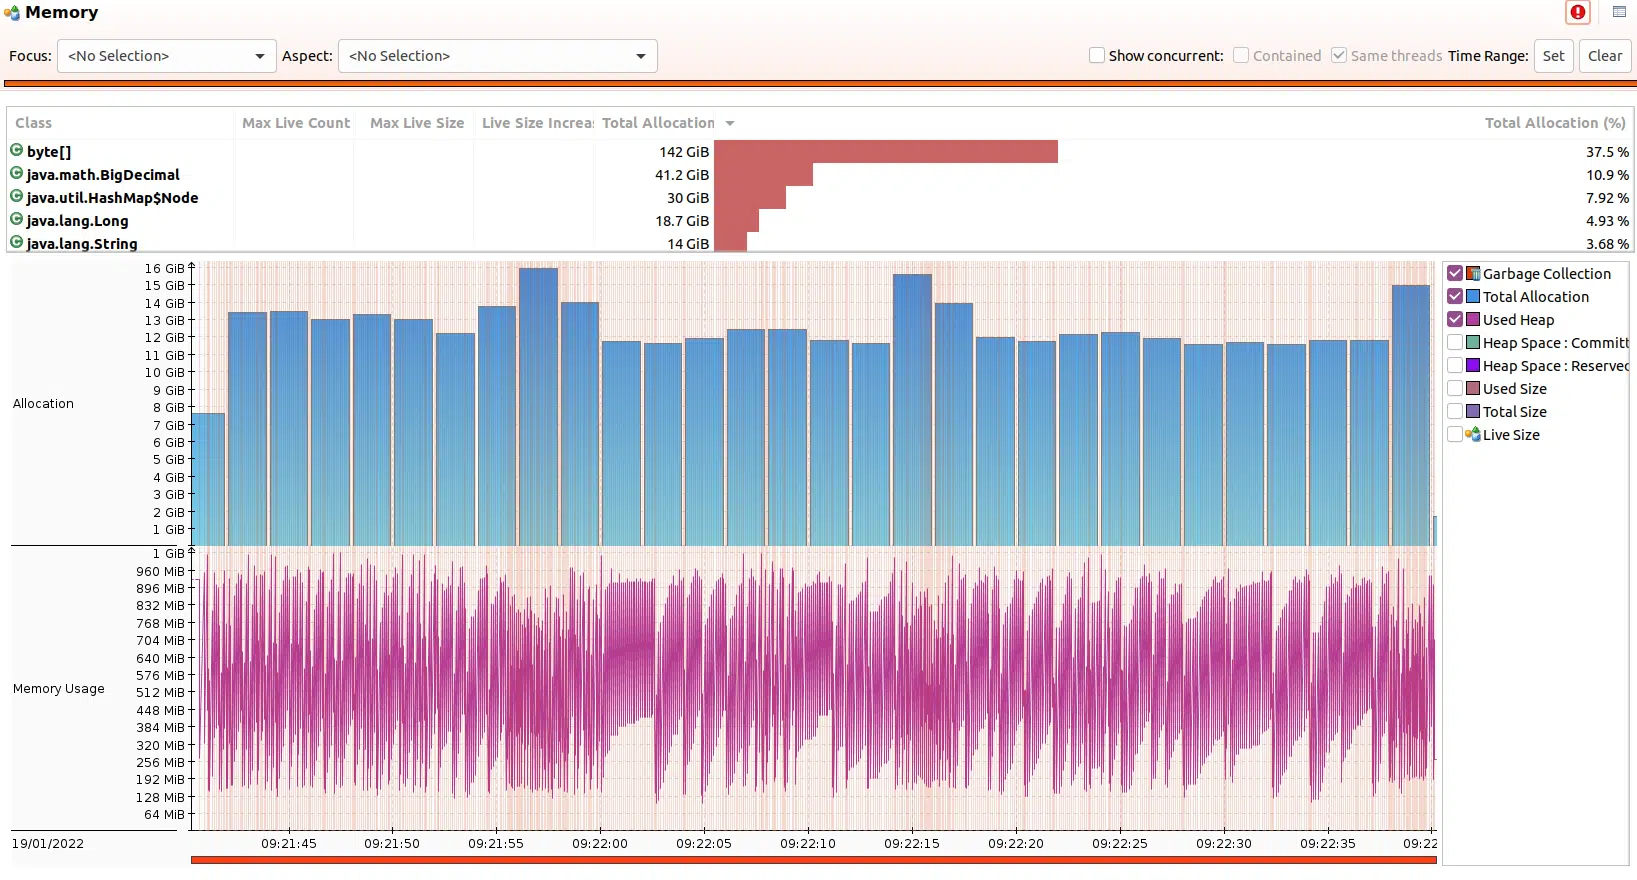 Memory
Focus: <No Selection> Aspect: <No Selection> Show concurrent: Contained Same threads Time Range: Set Clear
Class Max Live Count Max Live Size Live Size Increa Total Allocation Total Allocation (%)
byte[] 142 GiB 37.5 %
java.math.BigDecimal 41.2 GiB 10.9 %
java.util.HashMap$Node 30 GiB 7.92 %
java.lang.Long 18.7 GiB 4.93 %
java.lang.String 14 GiB 3.68 %
16 GiB
15 GiB
14 GiB
13 GiB
12 GiB
11 GiB
10 GiB
9 GiB
8 GiB
7 GiB
6 GiB
5 GiB
4 GiB
3 GiB
2 GiB
1 GiB
Allocation
1 GiB
960 MiB
896 MiB
832 MiB
768 MiB
704 MiB
640 MiB
576 MiB
512 MiB
448 MiB
384 MiB
320 MiB
256 MiB
192 MiB
128 MiB
64 MiB
Memory Usage
19/01/2022 09:21:45 09:21:50 09:21:55 09:22:00 09:22:05 09:22:10 09:22:15 09:22:20 09:22:25 09:22:30 09:22:35 09:22
Garbage Collection
Total Allocation
Used Heap
Heap Space : Committ
Heap Space : Reserved
Used Size
Total Size
Live Size